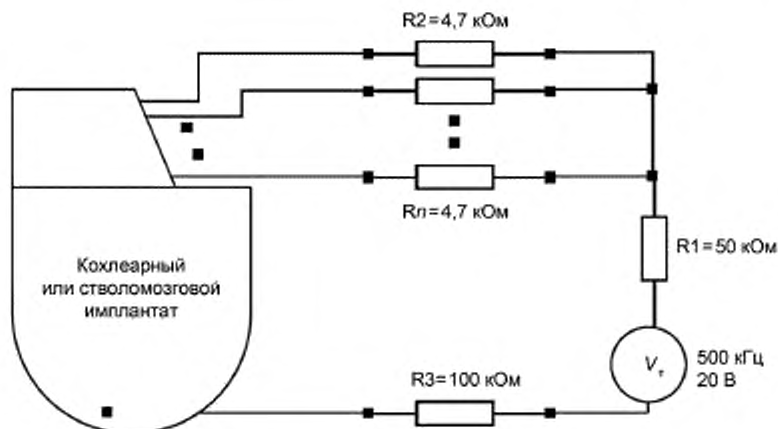 R2=4,7 кОм
Rп=4,7 кОм
R1=50 кОм
Кохлеарный
или стволомозговой
имплантат
Vт
500 кГц
20 В
R3=100 кОм